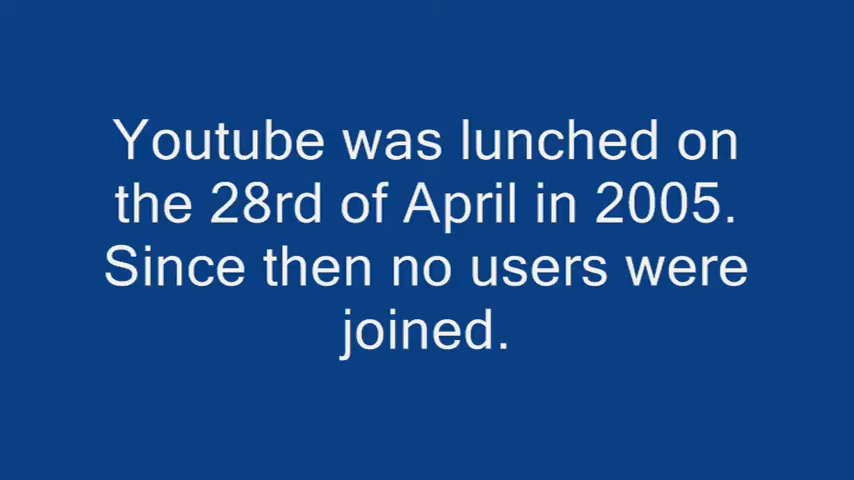 Youtube was lunched on
the 28rd of April in 2005.
Since then no users were
joined.